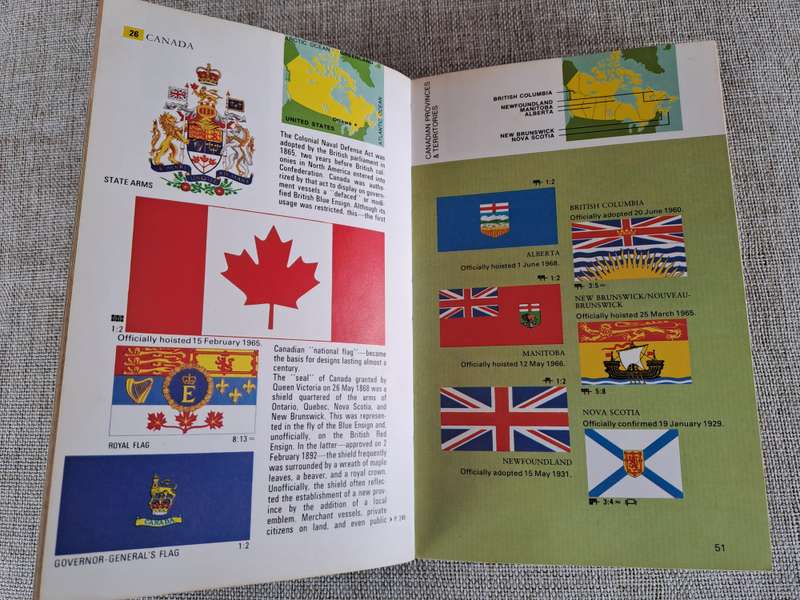 26 CANADA
ARCTIC OCEAN
ATLANTIC OCEAN
OTTAWA
UNITED STATES
STATE ARMS
The Colonial Naval Defense Act was
adopted by the British parliament in
1865, two years before British col-
onies in North America entered into
Confederation. Canada was autho-
rized by that act to display on govern-
ment vessels a "defaced" or modi-
fied British Blue Ensign. Although its
usage was restricted, this—the first
1:2
Officially hoisted 15 February 1965.
E
ROYAL FLAG
8:13≈
Canadian "national flag"—became
the basis for designs lasting almost a
century.
The "seal" of Canada granted by
Queen Victoria on 26 May 1868 was a
shield quartered of the arms of
Ontario, Quebec, Nova Scotia, and
New Brunswick. This was represen-
ted in the fly of the Blue Ensign and,
unofficially, on the British Red
Ensign. In the latter—approved on 2
February 1892—the shield frequently
was surrounded by a wreath of maple
leaves, a beaver, and a royal crown.
Unofficially, the shield often reflec-
ted the establishment of a new prov-
ince by the addition of a local
emblem. Merchant vessels, private
citizens on land, and even public
CANADA
GOVERNOR-GENERAL'S FLAG
1:2
CANADIAN PROVINCES
& TERRITORIES
BRITISH COLUMBIA
NEWFOUNDLAND
MANITOBA
ALBERTA
NEW BRUNSWICK
NOVA SCOTIA
1:2
ALBERTA
Officially hoisted 1 June 1968.
1:2
MANITOBA
Officially hoisted 12 May 1966.
1:2
NEWFOUNDLAND
Officially adopted 15 May 1931.
BRITISH COLUMBIA
Officially adopted 20 June 1960.
3:5≈
NEW BRUNSWICK/NOUVEAU-
BRUNSWICK
Officially hoisted 25 March 1965.
5:8
NOVA SCOTIA
Officially confirmed 19 January 1929.
3:4≈
51